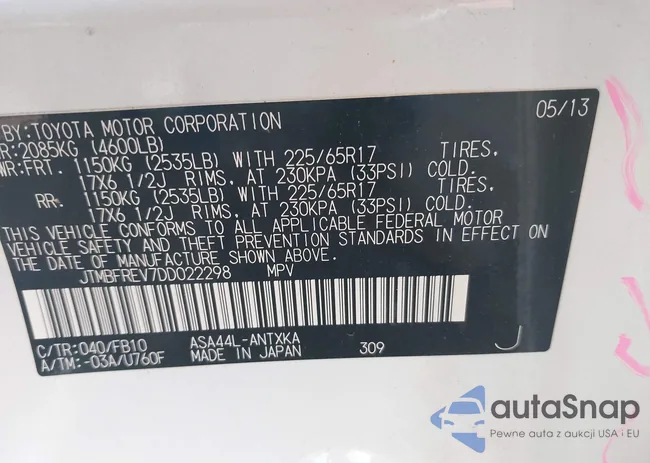 05/13
BY: TOYOTA MOTOR CORPORATION
R: 2085KG (4600LB)
WR: FRT. 1150KG (2535LB) WITH 225/65R17 TIRES,
17X6 1/2J RIMS, AT 230KPA (33PSI) COLD.
RR. 1150KG (2535LB) WITH 225/65R17 TIRES,
17X6 1/2J RIMS, AT 230KPA (33PSI) COLD.
THIS VEHICLE CONFORMS TO ALL APPLICABLE FEDERAL MOTOR
VEHICLE SAFETY AND THEFT PREVENTION STANDARDS IN EFFECT ON
THE DATE OF MANUFACTURE SHOWN ABOVE.
JTMBFREV7DD022298 MPV
C/TR: 040/FB10 ASA44L-ANTXKA
A/TM: -03A/U760F MADE IN JAPAN 309 J
autaSnap
Pewne auta z aukcji USA i EU